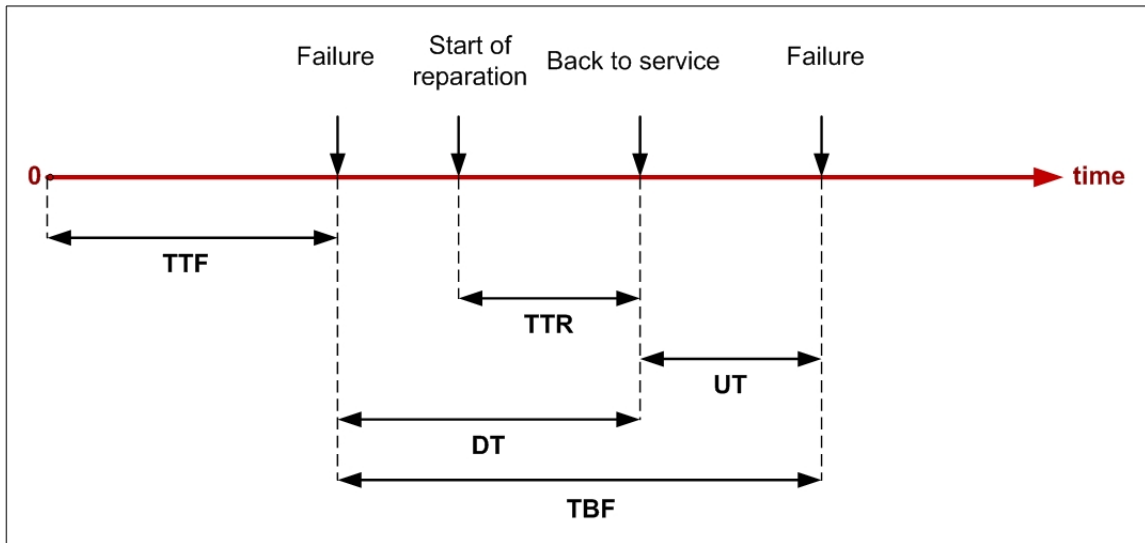 Failure
Start of
reparation
Back to service
Failure
0
time
TTF
TTR
UT
DT
TBF